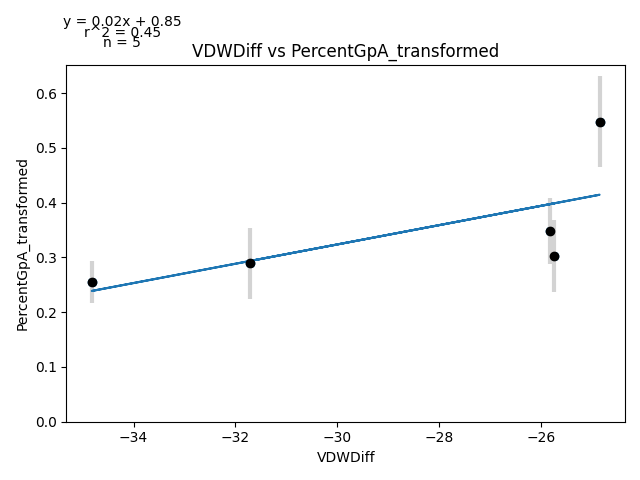 y = 0.02x + 0.85
r^2 = 0.45
n = 5
VDWDiff vs PercentGpA_transformed
PercentGpA_transformed
0.6
0.5
0.4
0.3
0.2
0.1
0.0
−34 −32 −30 −28 −26
VDWDiff